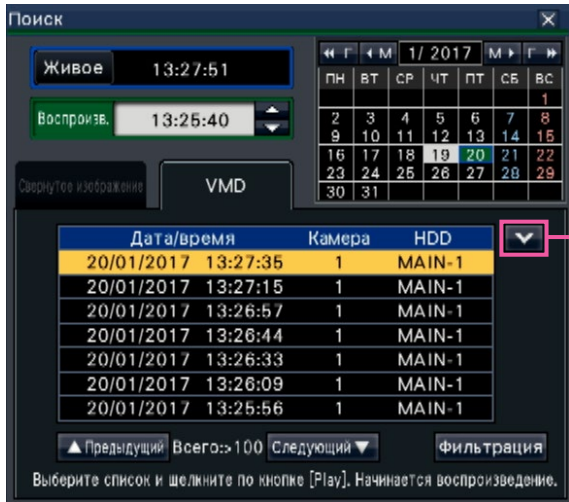 Поиск
Живое 13:27:51
Воспроизв. 13:25:40
Г М 1/ 2017 М Г
ПН ВТ СР ЧТ ПТ СБ ВС
1
2 3 4 5 6 7 8
9 10 11 12 13 14 15
16 17 18 19 20 21 22
23 24 25 26 27 28 29
30 31
Свернутое изображение VMD
Дата/время Камера HDD
20/01/2017 13:27:35 1 MAIN-1
20/01/2017 13:27:15 1 MAIN-1
20/01/2017 13:26:57 1 MAIN-1
20/01/2017 13:26:44 1 MAIN-1
20/01/2017 13:26:33 1 MAIN-1
20/01/2017 13:26:09 1 MAIN-1
20/01/2017 13:25:56 1 MAIN-1
Предыдущий Всего:>100 Следующий Фильтрация
Выберите список и щелкните по кнопке [Play]. Начинается воспроизведение.